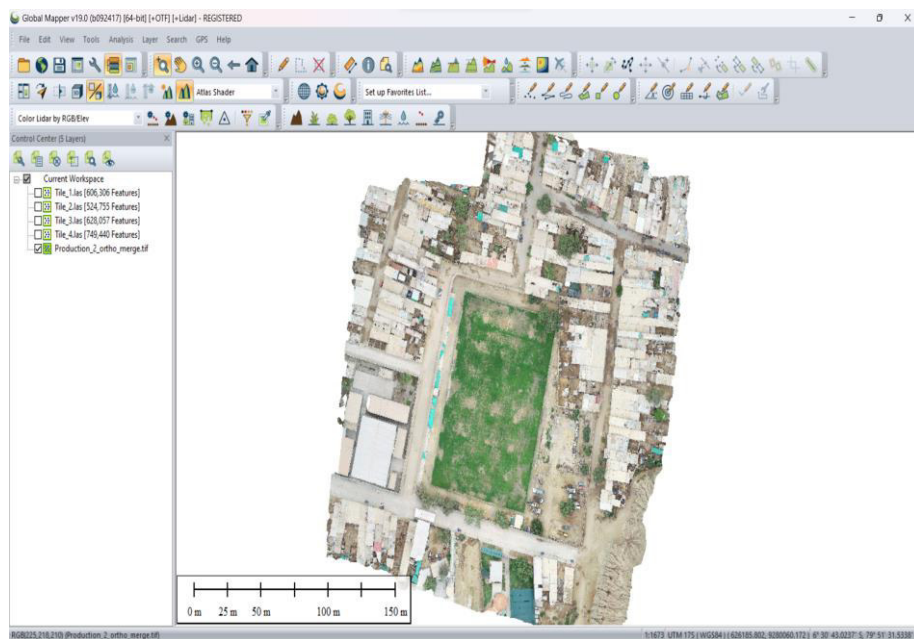 Global Mapper v19.0 (b092417) [64-bit] [+OTF] [+Lidar] - REGISTERED
File Edit View Tools Analysis Layer Search GPS Help
Atlas Shader
Set up Favorites List...
Color Lidar by RGB/Elev
Control Center (5 Layers)
Current Workspace
Tile_1.las [606,306 Features]
Tile_2.las [524,755 Features]
Tile_3.las [628,057 Features]
Tile_4.las [749,440 Features]
Production_2_ortho_merge.tif
0 m 25 m 50 m 100 m 150 m
RGB(225,218,210) (Production_2_ortho_merge.tif)
1:1673 UTM 17S ( WGS84 ) ( 626185.802, 9280060.172 ) 6° 30' 43.0237" S, 79° 51' 31.5338"